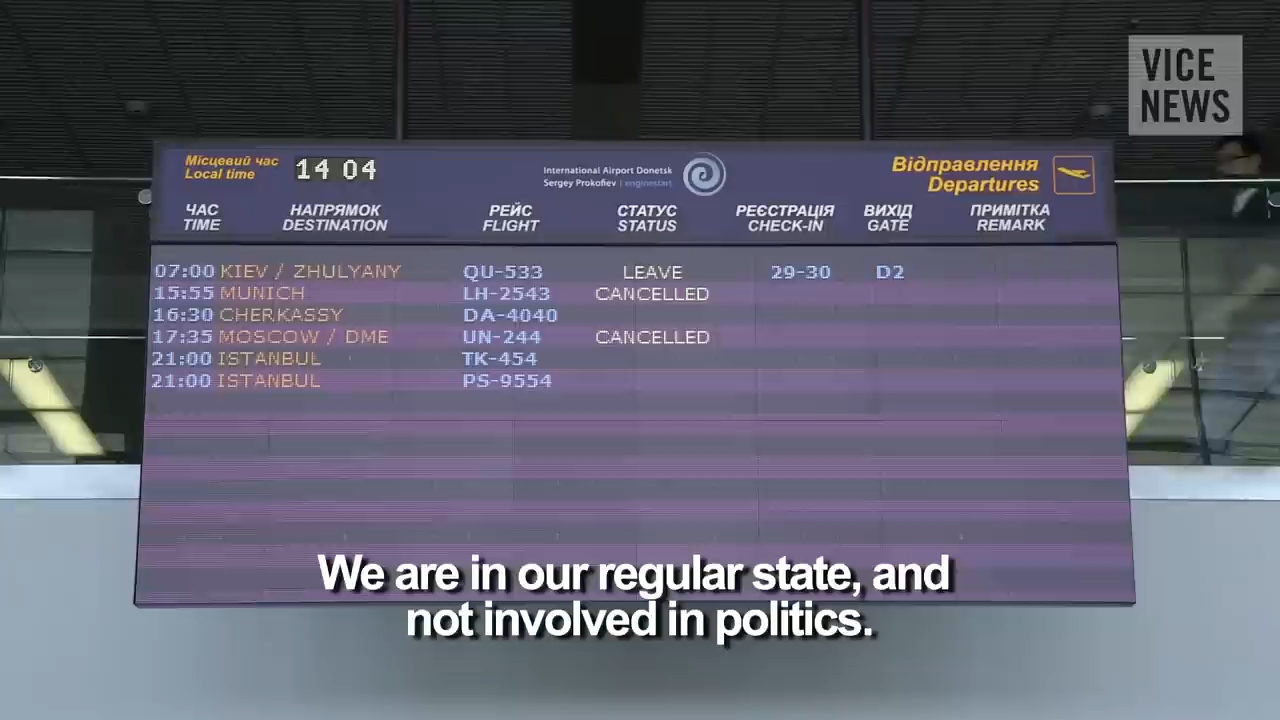 VICE
NEWS
Місцевий час
Local time
14 04
International Airport Donetsk
Sergey Prokofiev | enginestart
Відправлення
Departures
ЧАС НАПРЯМОК РЕЙС СТАТУС РЕЄСТРАЦІЯ ВИХІД ПРИМІТКА
TIME DESTINATION FLIGHT STATUS CHECK-IN GATE REMARK
07:00 KIEV / ZHULYANY QU-533 LEAVE 29-30 D2
15:55 MUNICH LH-2543 CANCELLED
16:30 CHERKASSY DA-4040
17:35 MOSCOW / DME UN-244 CANCELLED
21:00 ISTANBUL TK-454
21:00 ISTANBUL PS-9554
We are in our regular state, and
not involved in politics.